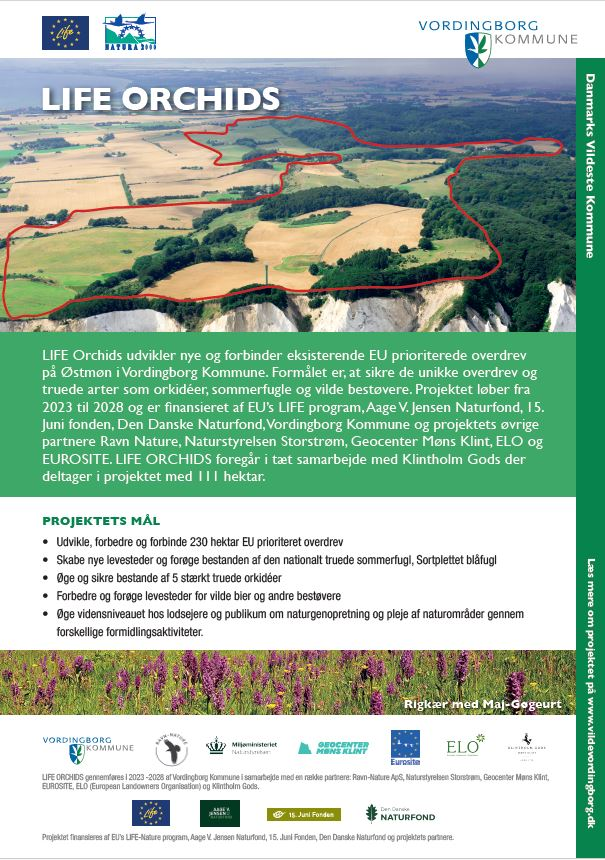 Life
NATURA 2000
VORDINGBORG
KOMMUNE
LIFE ORCHIDS
Danmarks Vildeste Kommune
LIFE Orchids udvikler nye og forbinder eksisterende EU prioriterede overdrev
på Østmøn i Vordingborg Kommune. Formålet er, at sikre de unikke overdrev og
truede arter som orkidéer, sommerfugle og vilde bestøvere. Projektet løber fra
2023 til 2028 og er finansieret af EU's LIFE program, Aage V. Jensen Naturfond, 15.
Juni fonden, Den Danske Naturfond, Vordingborg Kommune og projektets øvrige
partnere Ravn Nature, Naturstyrelsen Storstrøm, Geocenter Møns Klint, ELO og
EUROSITE. LIFE ORCHIDS foregår i tæt samarbejde med Klintholm Gods der
deltager i projektet med 111 hektar.
PROJEKTETS MÅL
• Udvikle, forbedre og forbinde 230 hektar EU prioriteret overdrev
• Skabe nye levesteder og forøge bestanden af den nationalt truede sommerfugl, Sortplettet blåfugl
• Øge og sikre bestande af 5 stærkt truede orkidéer
• Forbedre og forøge levesteder for vilde bier og andre bestøvere
• Øge vidensniveauet hos lodsejere og publikum om naturgenopretning og pleje af naturområder gennem
forskellige formidlingsaktiviteter.
Læs mere om projektet på www.vildevordingborg.dk
Rigkær med Maj-Gøgeurt
VORDINGBORG
KOMMUNE
RAVN-NATURE
Miljøministeriet
Naturstyrelsen
GEOCENTER
MØNS KLINT
Eurosite
ELO
KLINTHOLM GODS
LIFE ORCHIDS gennemføres i 2023 -2028 af Vordingborg Kommune i samarbejde med en række partnere: Ravn-Nature ApS, Naturstyrelsen Storstrøm, Geocenter Møns Klint,
EUROSITE, ELO (European Landowners Organisation) og Klintholm Gods.
Life
AAGE V.
JENSEN
NATURFOND
15. Juni Fonden
Den Danske
NATURFOND
Projektet finansieres af EU's LIFE-Nature program, Aage V. Jensen Naturfond, 15. Juni Fonden, Den Danske Naturfond og projektets partnere.